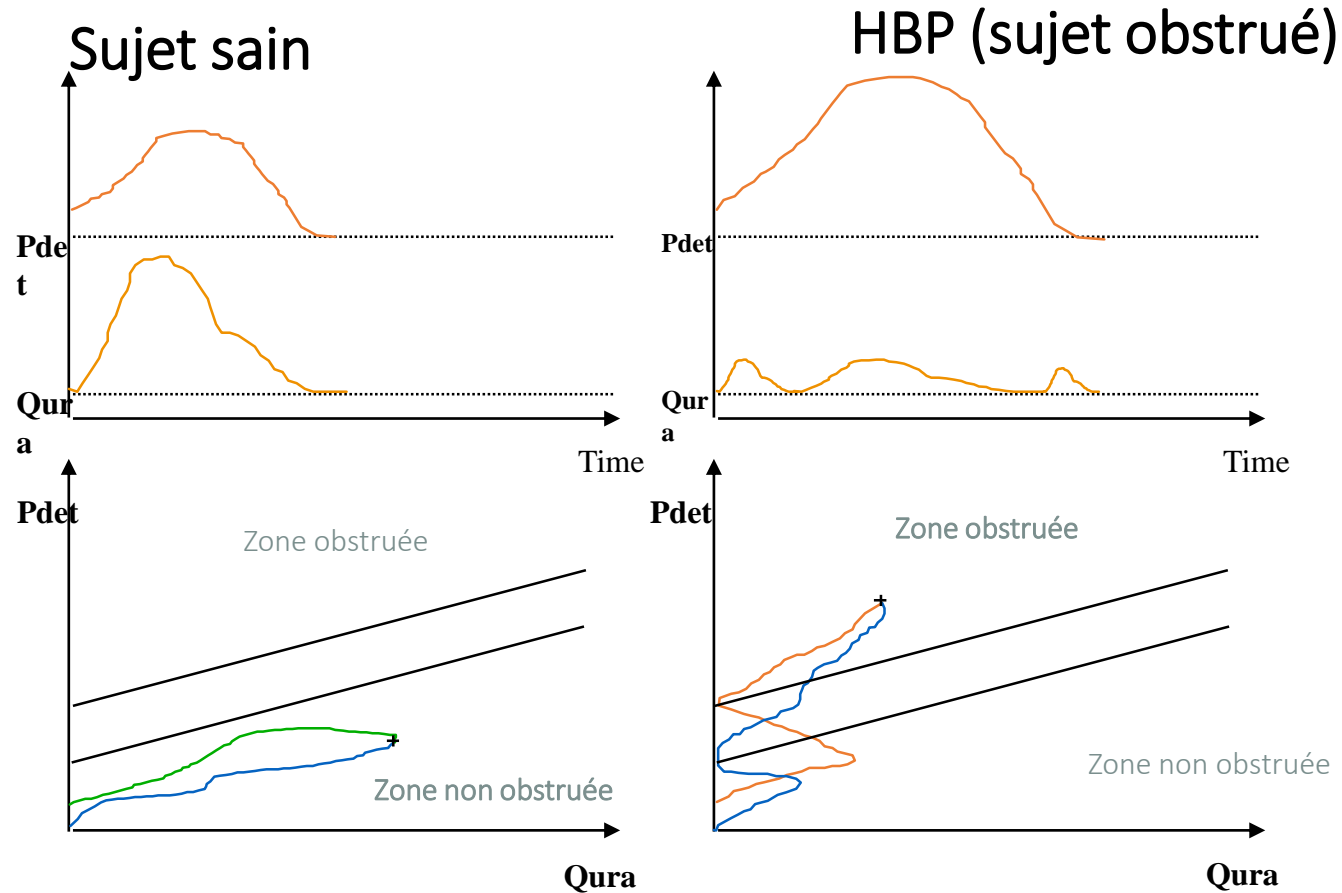 Sujet sain
HBP (sujet obstrué)
Pde
t
Qur
a
Time
Pdet
Qur
a
Time
Pdet
Zone obstruée
Zone non obstruée
Qura
Pdet
Zone obstruée
Zone non obstruée
Qura